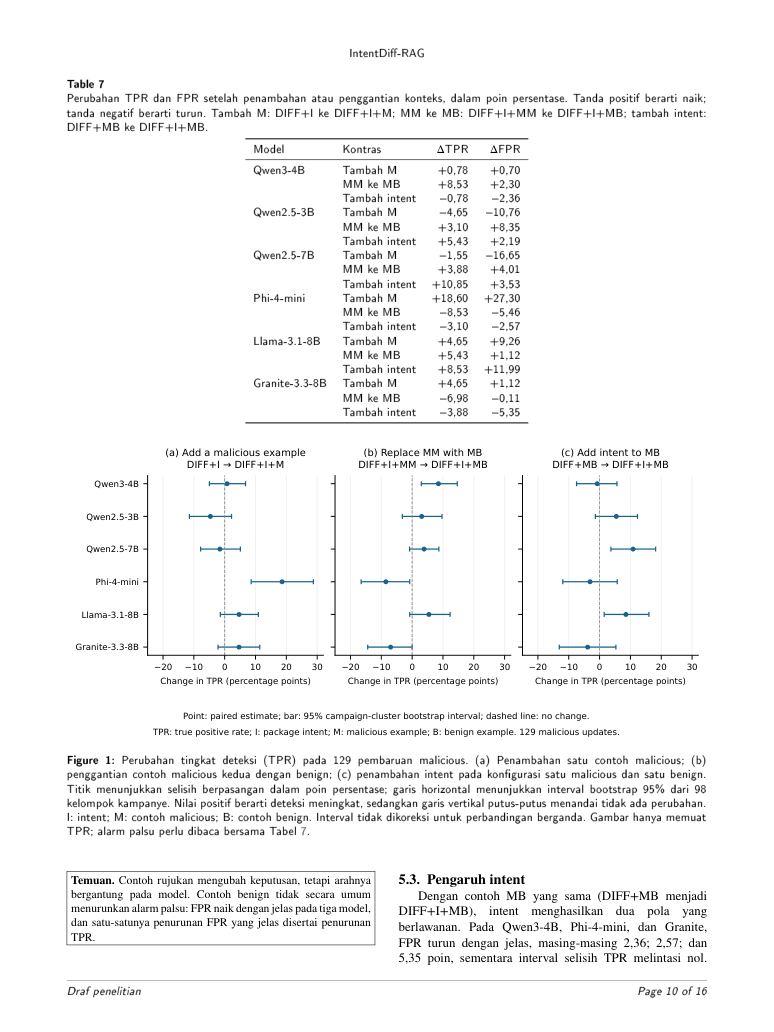 IntentDiff-RAG
Table 7
Perubahan TPR dan FPR setelah penambahan atau penggantian konteks, dalam poin persentase. Tanda positif berarti naik;
tanda negatif berarti turun. Tambah M: DIFF+I ke DIFF+I+M; MM ke MB: DIFF+I+MM ke DIFF+I+MB; tambah intent:
DIFF+MB ke DIFF+I+MB.
Model Kontras ΔTPR ΔFPR
Qwen3-4B Tambah M +0,78 +0,70
MM ke MB +8,53 +2,30
Tambah intent −0,78 −2,36
Qwen2.5-3B Tambah M −4,65 −10,76
MM ke MB +3,10 +8,35
Tambah intent +5,43 +2,19
Qwen2.5-7B Tambah M −1,55 −16,65
MM ke MB +3,88 +4,01
Tambah intent +10,85 +3,53
Phi-4-mini Tambah M +18,60 +27,30
MM ke MB −8,53 −5,46
Tambah intent −3,10 −2,57
Llama-3.1-8B Tambah M +4,65 +9,26
MM ke MB +5,43 +1,12
Tambah intent +8,53 +11,99
Granite-3.3-8B Tambah M +4,65 +1,12
MM ke MB −6,98 −0,11
Tambah intent −3,88 −5,35
(a) Add a malicious example
DIFF+I → DIFF+I+M
(b) Replace MM with MB
DIFF+I+MM → DIFF+I+MB
(c) Add intent to MB
DIFF+MB → DIFF+I+MB
Qwen3-4B
Qwen2.5-3B
Qwen2.5-7B
Phi-4-mini
Llama-3.1-8B
Granite-3.3-8B
−20 −10 0 10 20 30
−20 −10 0 10 20 30
−20 −10 0 10 20 30
Change in TPR (percentage points)
Change in TPR (percentage points)
Change in TPR (percentage points)
Point: paired estimate; bar: 95% campaign-cluster bootstrap interval; dashed line: no change.
TPR: true positive rate; I: package intent; M: malicious example; B: benign example. 129 malicious updates.
Figure 1: Perubahan tingkat deteksi (TPR) pada 129 pembaruan malicious. (a) Penambahan satu contoh malicious; (b)
penggantian contoh malicious kedua dengan benign; (c) penambahan intent pada konfigurasi satu malicious dan satu benign.
Titik menunjukkan selisih berpasangan dalam poin persentase; garis horizontal menunjukkan interval bootstrap 95% dari 98
kelompok kampanye. Nilai positif berarti deteksi meningkat, sedangkan garis vertikal putus-putus menandai tidak ada perubahan.
I: intent; M: contoh malicious; B: contoh benign. Interval tidak dikoreksi untuk perbandingan berganda. Gambar hanya memuat
TPR; alarm palsu perlu dibaca bersama Tabel 7.
Temuan. Contoh rujukan mengubah keputusan, tetapi arahnya
bergantung pada model. Contoh benign tidak secara umum
menurunkan alarm palsu: FPR naik dengan jelas pada tiga model,
dan satu-satunya penurunan FPR yang jelas disertai penurunan
TPR.
5.3. Pengaruh intent
Dengan contoh MB yang sama (DIFF+MB menjadi
DIFF+I+MB), intent menghasilkan dua pola yang
berlawanan. Pada Qwen3-4B, Phi-4-mini, dan Granite,
FPR turun dengan jelas, masing-masing 2,36; 2,57; dan
5,35 poin, sementara interval selisih TPR melintasi nol.
Draf penelitian
Page 10 of 16